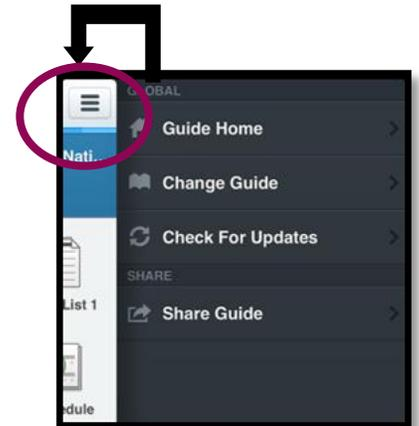 GLOBAL
Guide Home
Nati..
Change Guide
Check For Updates
SHARE
List 1
Share Guide
edule